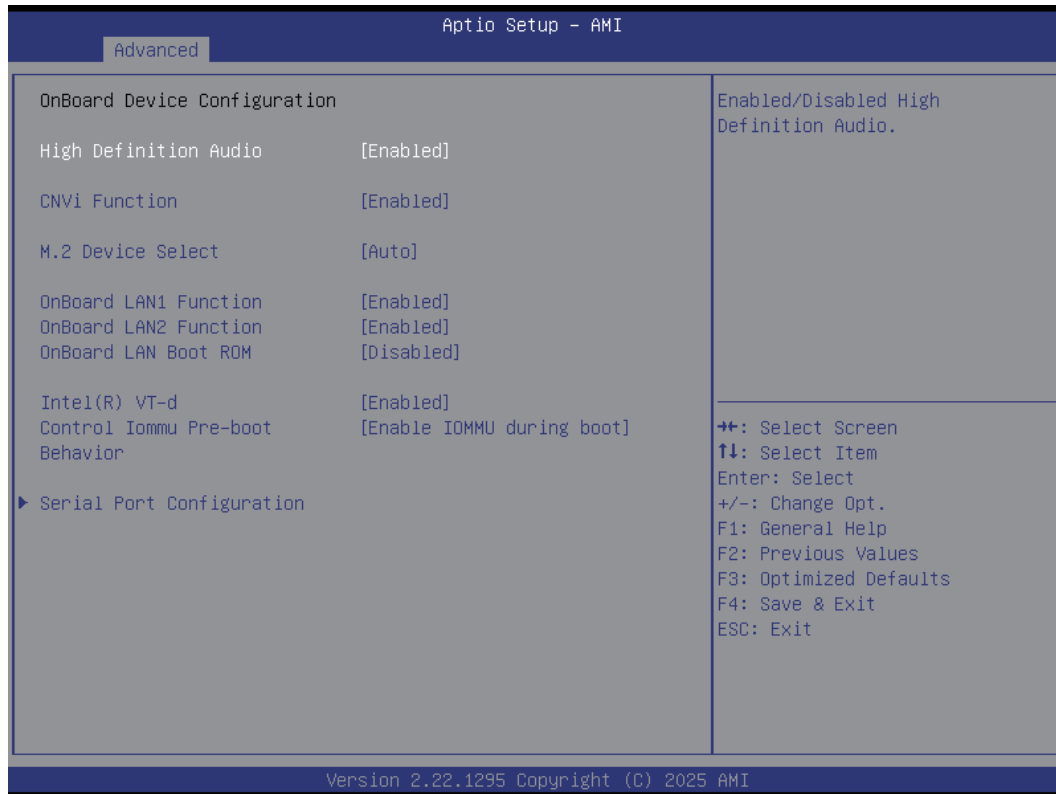 Aptio Setup – AMI
Advanced
OnBoard Device Configuration
High Definition Audio [Enabled]
CNVi Function [Enabled]
M.2 Device Select [Auto]
OnBoard LAN1 Function [Enabled]
OnBoard LAN2 Function [Enabled]
OnBoard LAN Boot ROM [Disabled]
Intel(R) VT-d [Enabled]
Control Iommu Pre-boot [Enable IOMMU during boot]
Behavior
Serial Port Configuration
Enabled/Disabled High
Definition Audio.
→←: Select Screen
↑↓: Select Item
Enter: Select
+/-: Change Opt.
F1: General Help
F2: Previous Values
F3: Optimized Defaults
F4: Save & Exit
ESC: Exit
Version 2.22.1295 Copyright (C) 2025 AMI